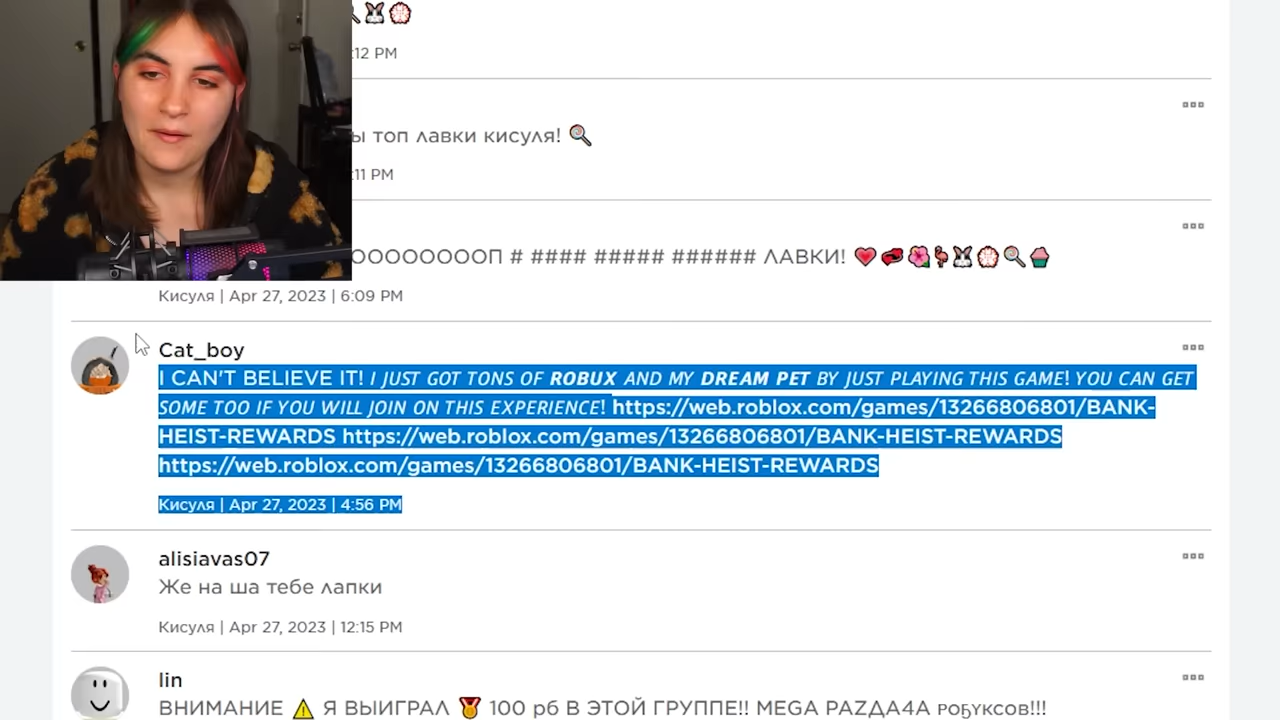 :12 PM
ы топ лавки кисуля! 🍭
:11 PM
ООООООООП # #### ##### ###### ЛАВКИ!
Кисуля | Apr 27, 2023 | 6:09 PM
Cat_boy
I CAN'T BELIEVE IT! I JUST GOT TONS OF ROBUX AND MY DREAM PET BY JUST PLAYING THIS GAME! YOU CAN GET
SOME TOO IF YOU WILL JOIN ON THIS EXPERIENCE! https://web.roblox.com/games/13266806801/BANK-
HEIST-REWARDS https://web.roblox.com/games/13266806801/BANK-HEIST-REWARDS
https://web.roblox.com/games/13266806801/BANK-HEIST-REWARDS
Кисуля | Apr 27, 2023 | 4:56 PM
alisiavas07
Же на ша тебе лапки
Кисуля | Apr 27, 2023 | 12:15 PM
lin
ВНИМАНИЕ ⚠ Я ВЫИГРАЛ 🏅 100 рб В ЭТОЙ ГРУППЕ!! MEGA PAZДА4А РОҔУКСОВ!!!